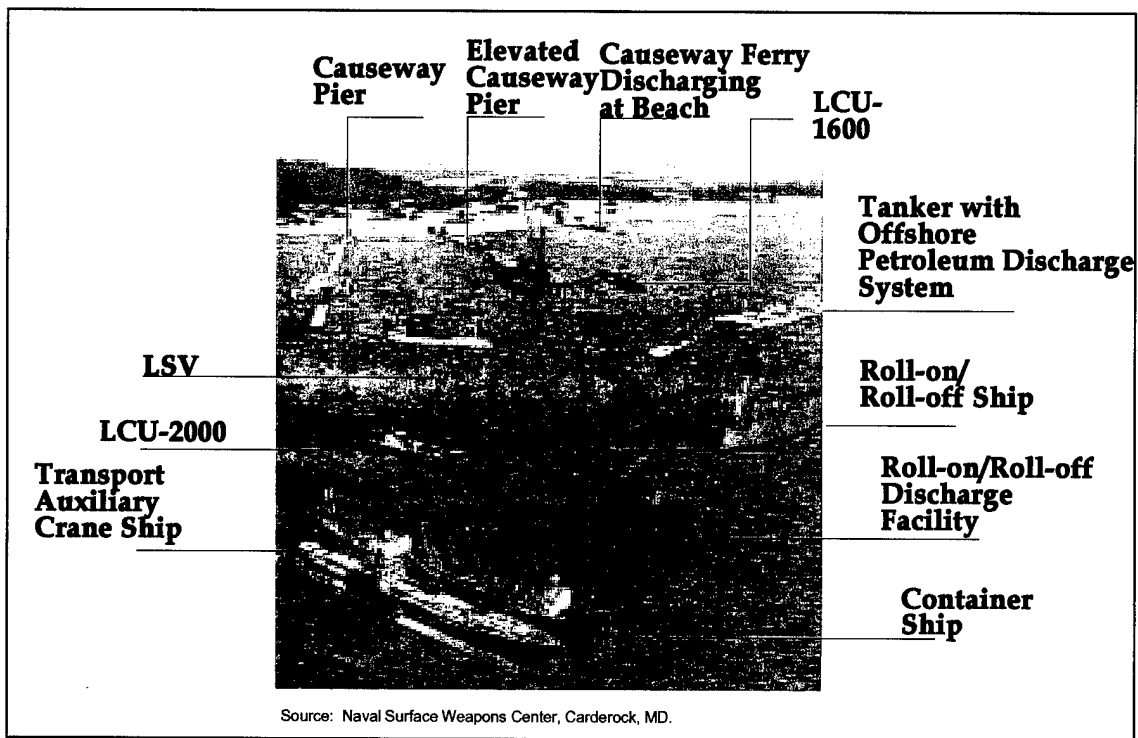 Causeway
Pier
Elevated
Causeway
Pier
Causeway Ferry
Discharging
at Beach
LCU-
1600
Tanker with
Offshore
Petroleum Discharge
System
LSV
Roll-on/
Roll-off Ship
LCU-2000
Transport
Auxiliary
Crane Ship
Roll-on/Roll-off
Discharge
Facility
Container
Ship
Source: Naval Surface Weapons Center, Carderock, MD.